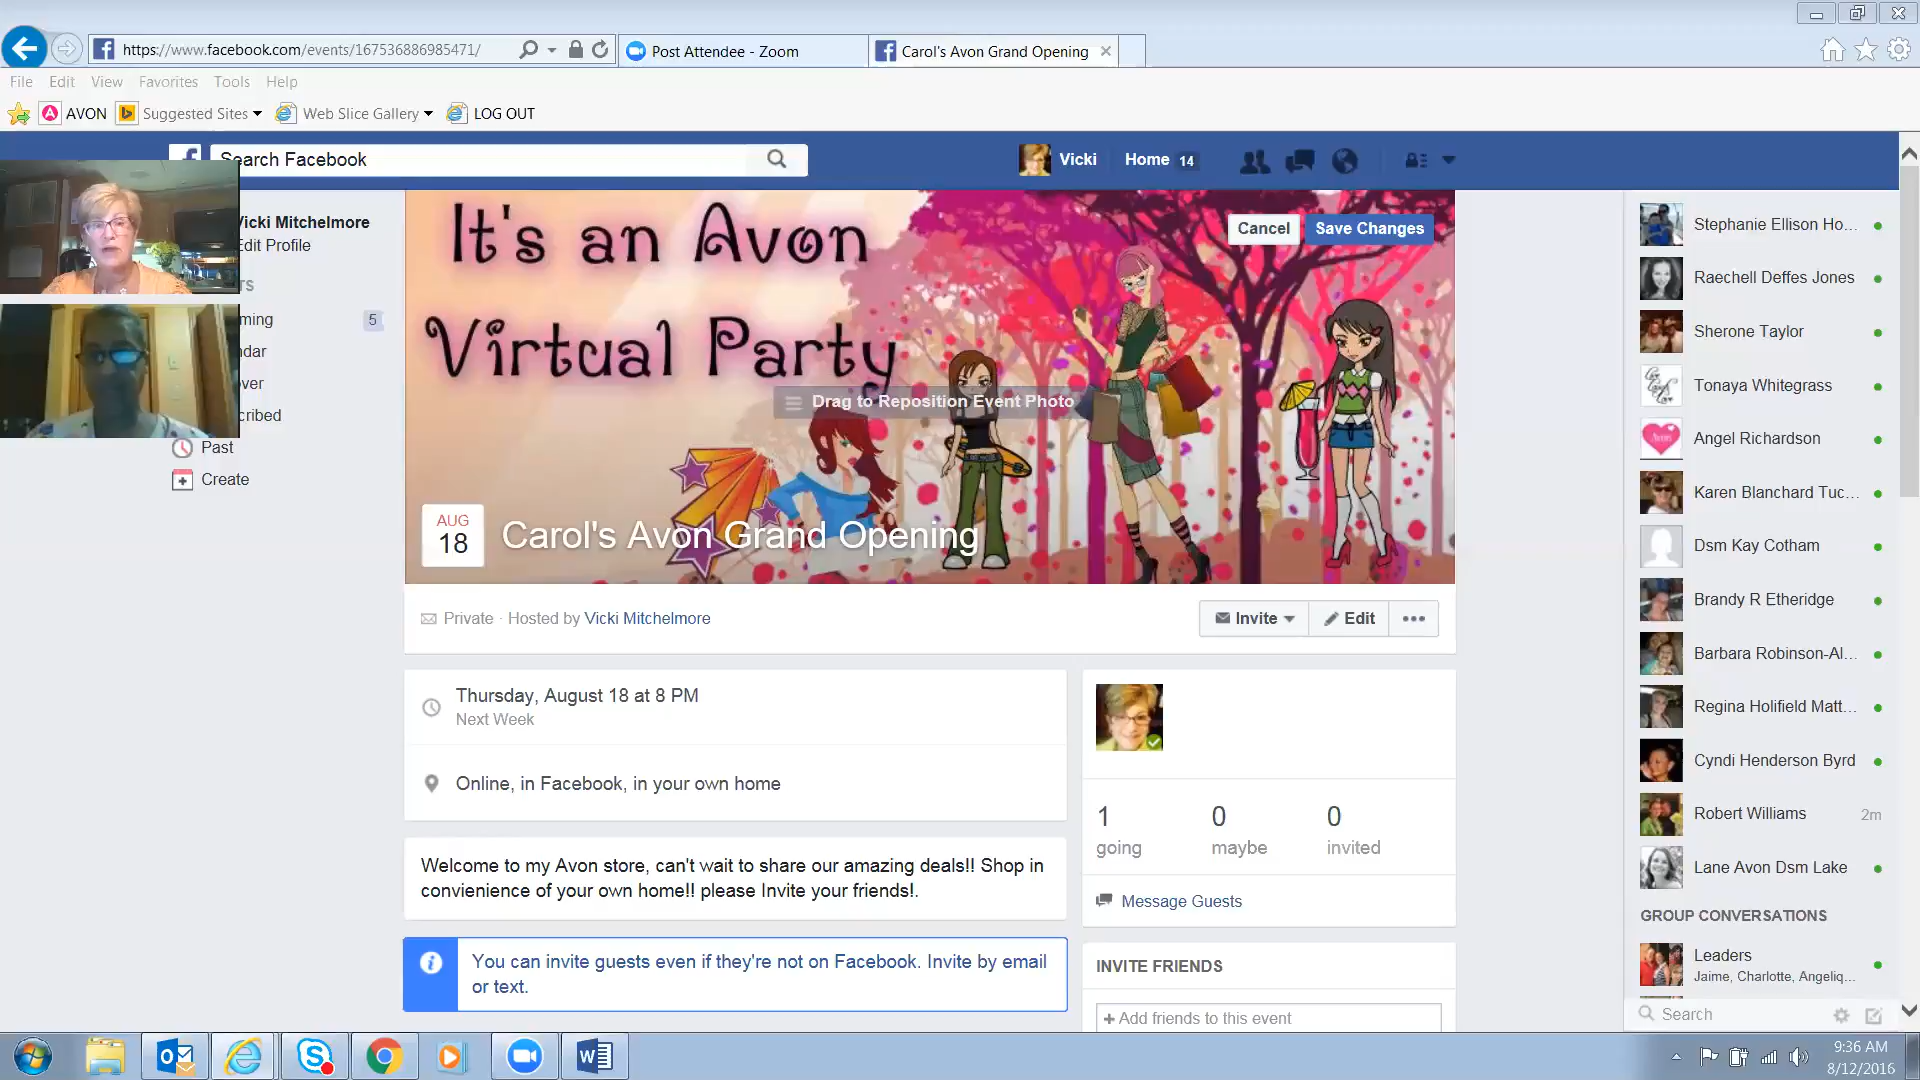 https://www.facebook.com/events/167536886985471/
Post Attendee - Zoom
Carol's Avon Grand Opening
File Edit View Favorites Tools Help
AVON Suggested Sites Web Slice Gallery LOG OUT
Search Facebook
Vicki Home 14
Vicki Mitchelmore
Edit Profile
ming 5
ndar
over
cribed
Past
Create
It's an Avon
Virtual Party
Cancel Save Changes
Drag to Reposition Event Photo
AUG
18
Carol's Avon Grand Opening
Private · Hosted by Vicki Mitchelmore
Invite Edit
Thursday, August 18 at 8 PM
Next Week
Online, in Facebook, in your own home
1 0 0
going maybe invited
Message Guests
Welcome to my Avon store, can't wait to share our amazing deals!! Shop in
convienience of your own home!! please Invite your friends!.
You can invite guests even if they're not on Facebook. Invite by email
or text.
INVITE FRIENDS
+ Add friends to this event
Stephanie Ellison Ho...
Raechell Deffes Jones
Sherone Taylor
Tonaya Whitegrass
Angel Richardson
Karen Blanchard Tuc...
Dsm Kay Cotham
Brandy R Etheridge
Barbara Robinson-Al...
Regina Holifield Matt...
Cyndi Henderson Byrd
Robert Williams 2m
Lane Avon Dsm Lake
GROUP CONVERSATIONS
Leaders
Jaime, Charlotte, Angeliq...
Search
9:36 AM
8/12/2016